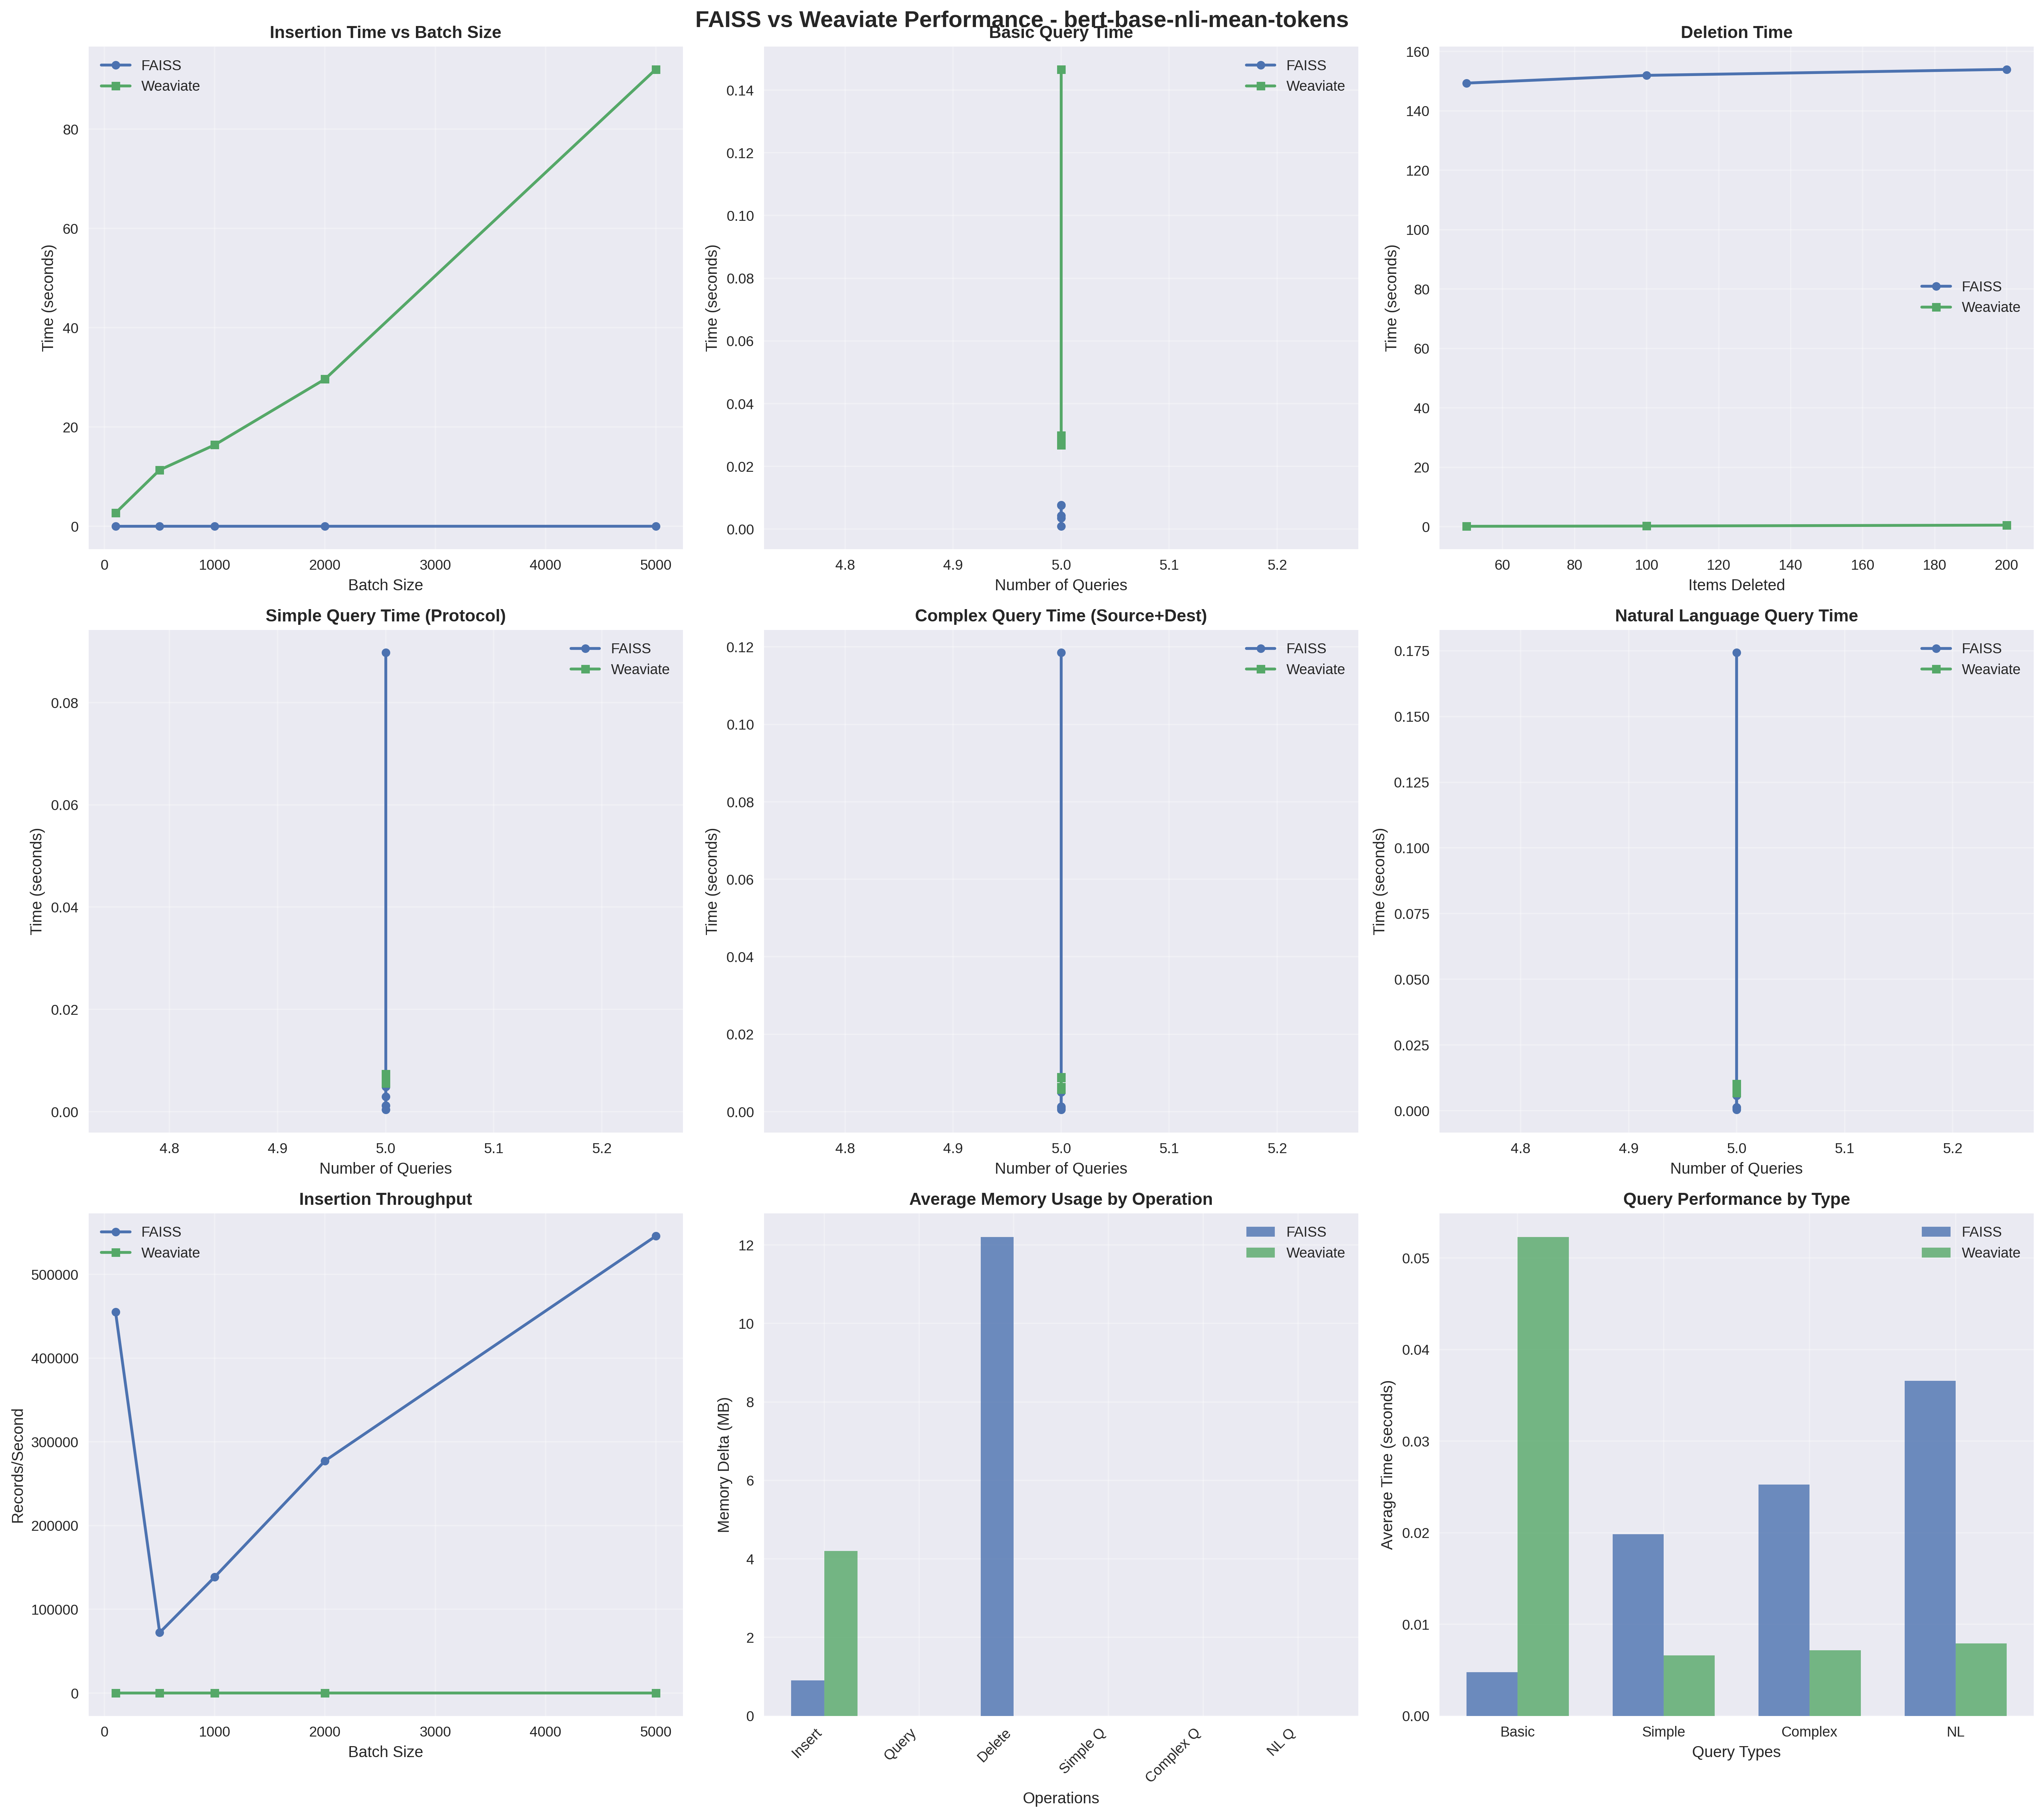 FAISS vs Weaviate Performance - bert-base-nli-mean-tokens
Insertion Time vs Batch Size
FAISS
Weaviate
80
60
40
20
0
Time (seconds)
0 1000 2000 3000 4000 5000
Batch Size
Basic Query Time
FAISS
Weaviate
0.14
0.12
0.10
0.08
0.06
0.04
0.02
0.00
Time (seconds)
4.8 4.9 5.0 5.1 5.2
Number of Queries
Deletion Time
160
140
120
100
80
60
40
20
0
Time (seconds)
FAISS
Weaviate
60 80 100 120 140 160 180 200
Items Deleted
Simple Query Time (Protocol)
FAISS
Weaviate
0.08
0.06
0.04
0.02
0.00
Time (seconds)
4.8 4.9 5.0 5.1 5.2
Number of Queries
Complex Query Time (Source+Dest)
FAISS
Weaviate
0.12
0.10
0.08
0.06
0.04
0.02
0.00
Time (seconds)
4.8 4.9 5.0 5.1 5.2
Number of Queries
Natural Language Query Time
FAISS
Weaviate
0.175
0.150
0.125
0.100
0.075
0.050
0.025
0.000
Time (seconds)
4.8 4.9 5.0 5.1 5.2
Number of Queries
Insertion Throughput
FAISS
Weaviate
500000
400000
300000
200000
100000
0
Records/Second
0 1000 2000 3000 4000 5000
Batch Size
Average Memory Usage by Operation
FAISS
Weaviate
12
10
8
6
4
2
0
Memory Delta (MB)
Insert Query Delete Simple Q Complex Q NL Q
Operations
Query Performance by Type
FAISS
Weaviate
0.05
0.04
0.03
0.02
0.01
0.00
Average Time (seconds)
Basic Simple Complex NL
Query Types